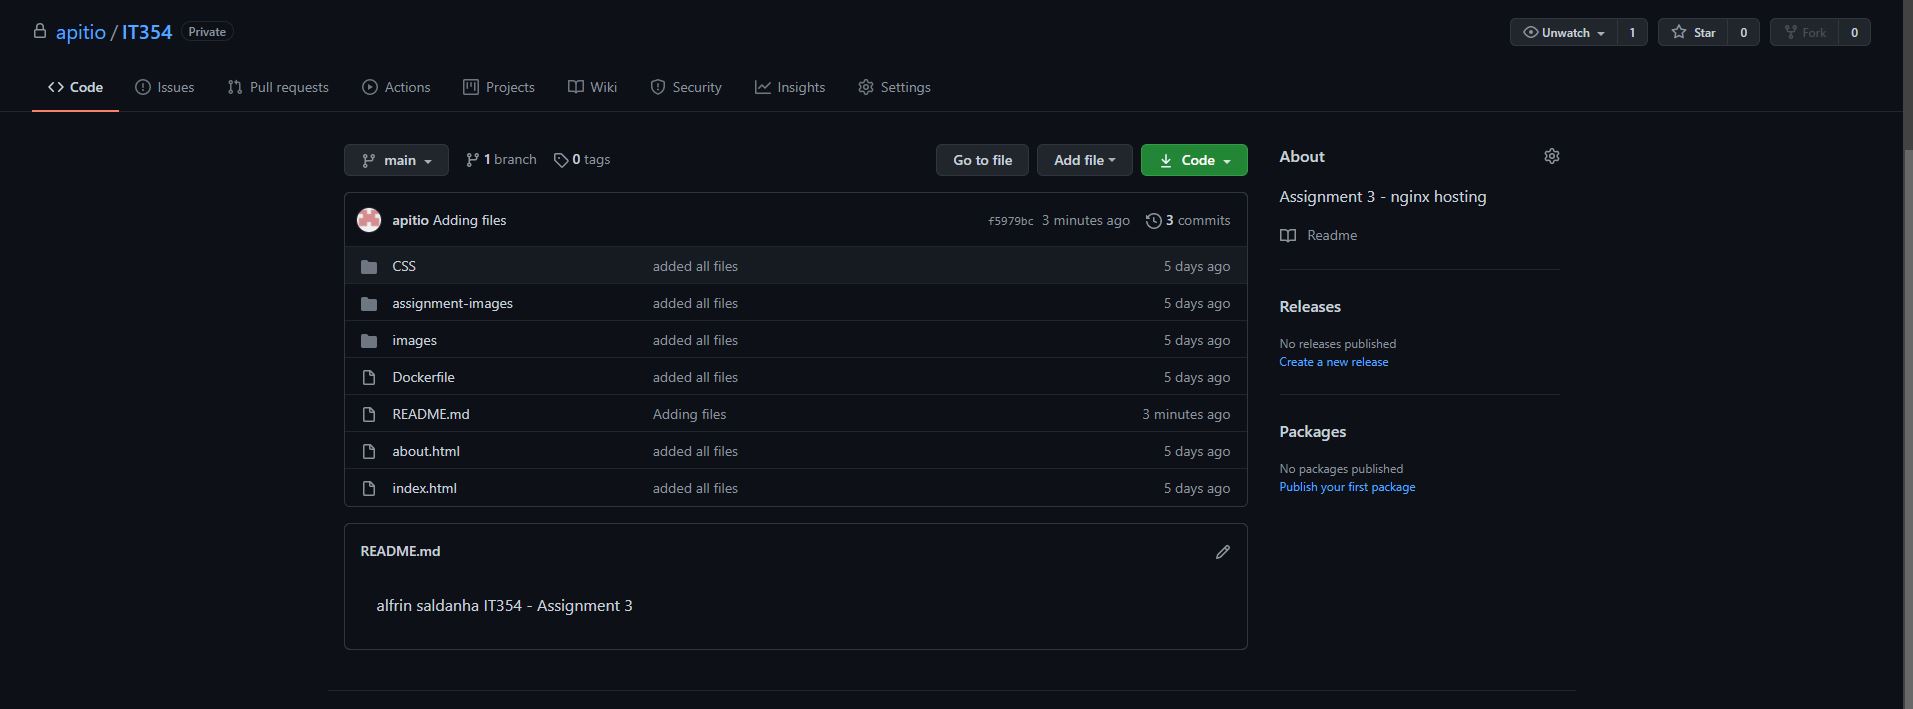 apitio / IT354 Private
Unwatch 1 Star 0 Fork 0
Code Issues Pull requests Actions Projects Wiki Security Insights Settings
main 1 branch 0 tags Go to file Add file Code
apitio Adding files f5979bc 3 minutes ago 3 commits
CSS added all files 5 days ago
assignment-images added all files 5 days ago
images added all files 5 days ago
Dockerfile added all files 5 days ago
README.md Adding files 3 minutes ago
about.html added all files 5 days ago
index.html added all files 5 days ago
README.md
alfrin saldanha IT354 - Assignment 3
About
Assignment 3 - nginx hosting
Readme
Releases
No releases published
Create a new release
Packages
No packages published
Publish your first package